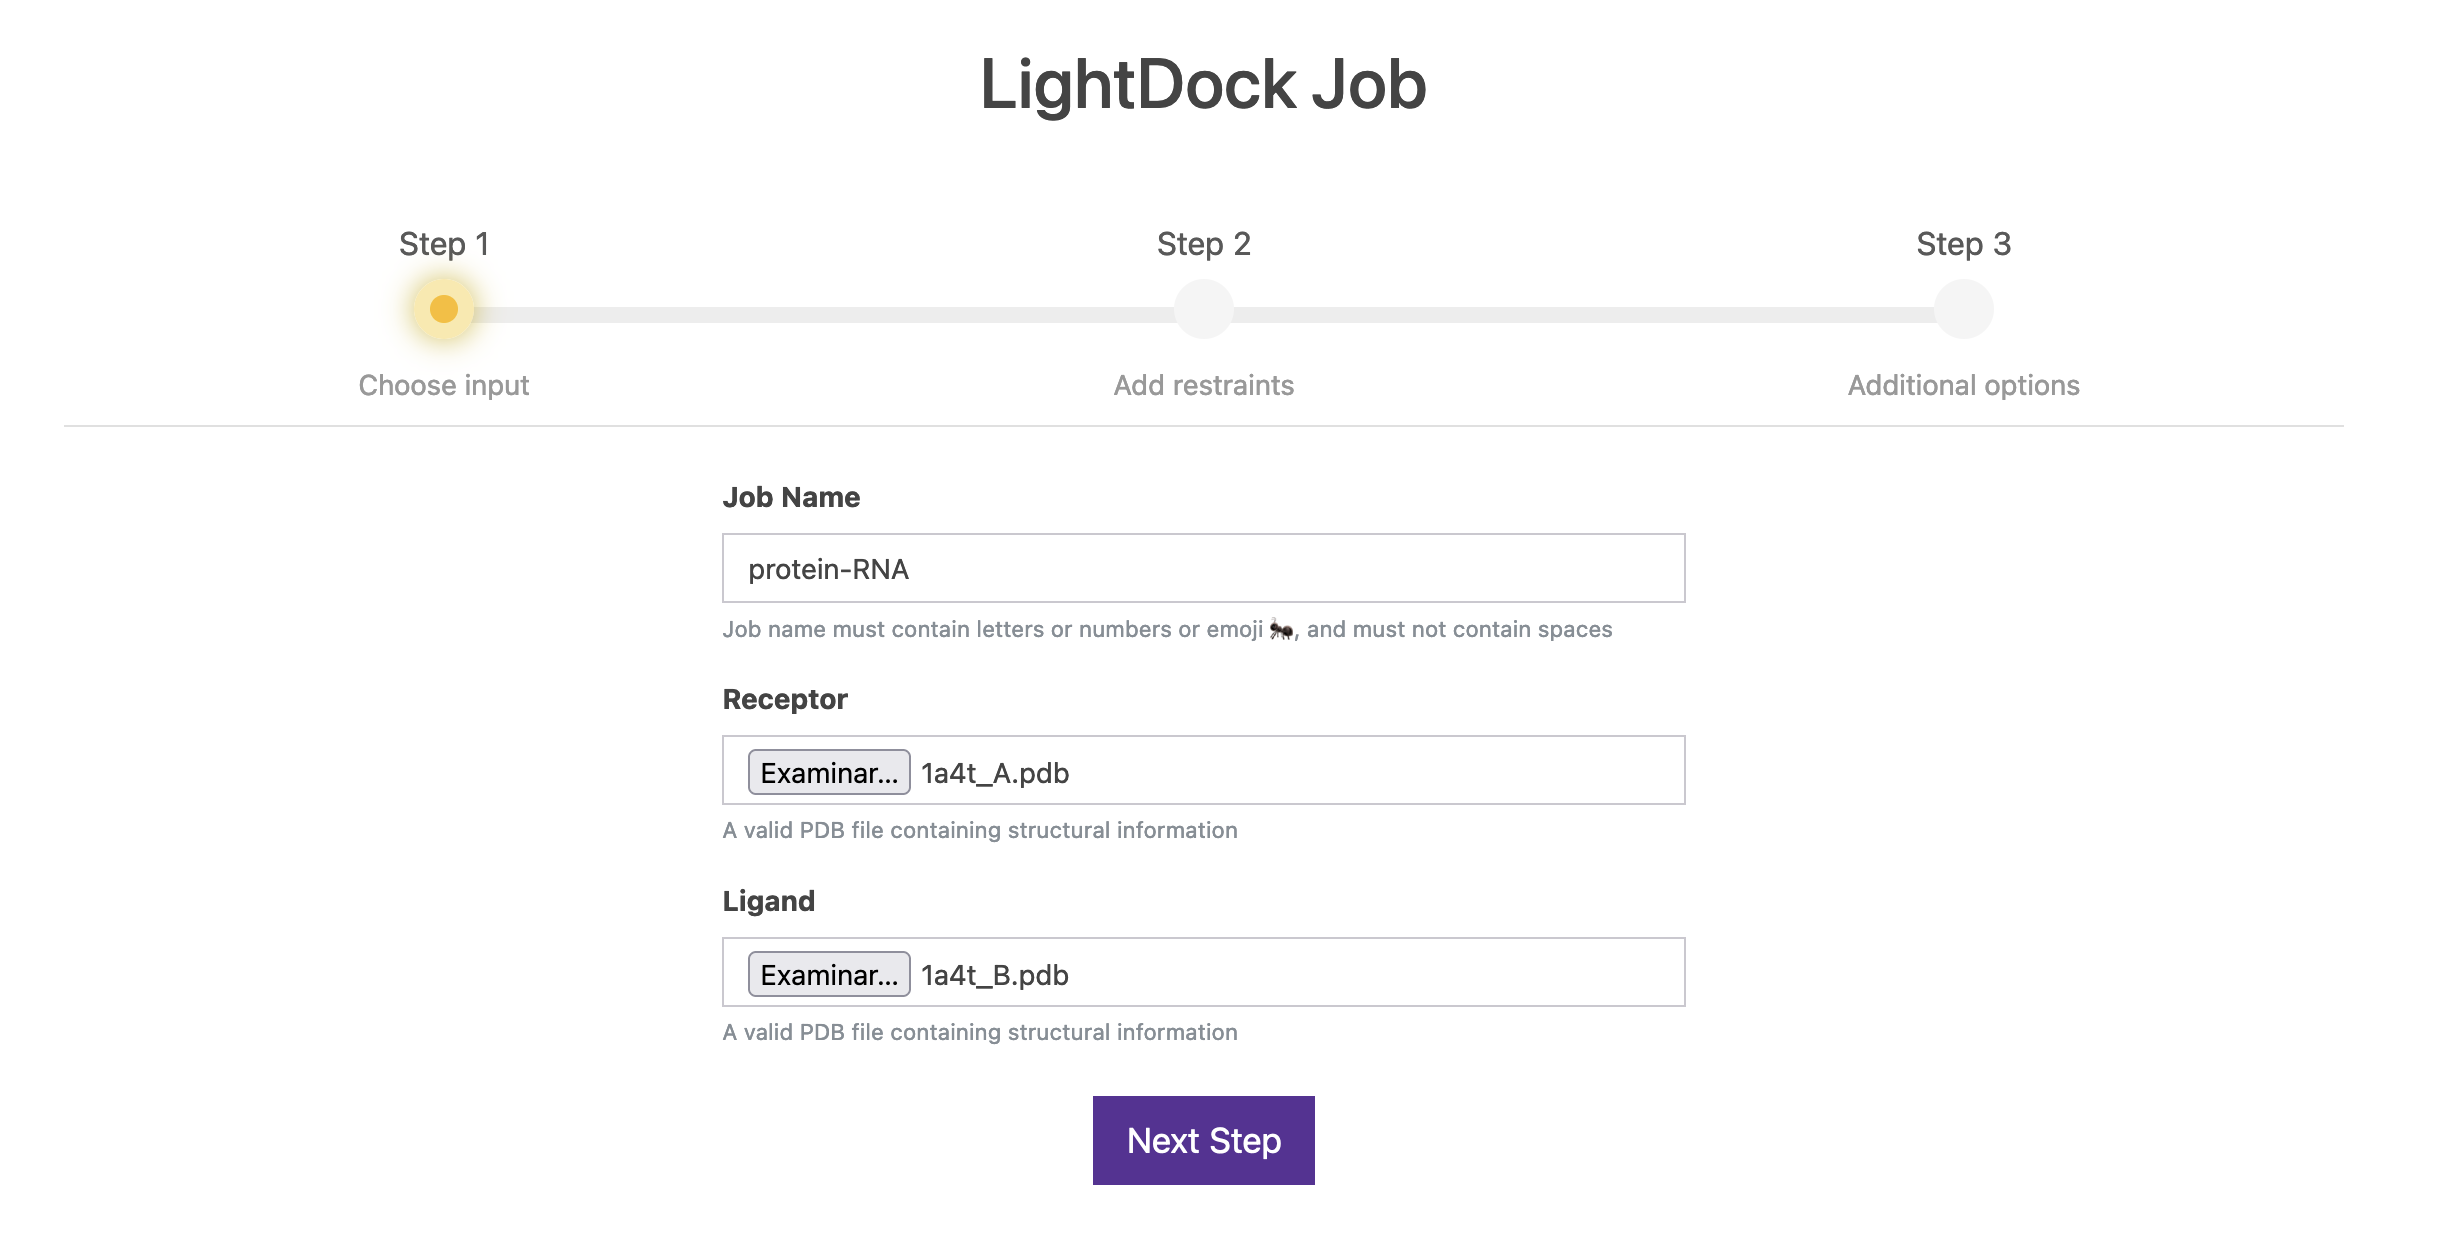 LightDock Job
Step 1
Step 2
Step 3
Choose input
Add restraints
Additional options
Job Name
protein-RNA
Job name must contain letters or numbers or emoji 🐜, and must not contain spaces
Receptor
Examinar... 1a4t_A.pdb
A valid PDB file containing structural information
Ligand
Examinar... 1a4t_B.pdb
A valid PDB file containing structural information
Next Step